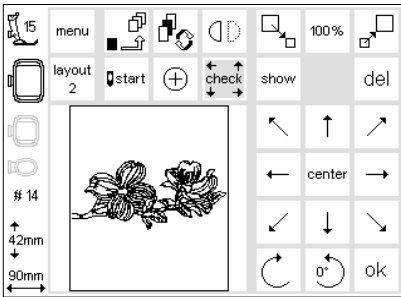 15
menu
100%
layout
2
start
check
show
del
center
# 14
42mm
90mm
0°
ok